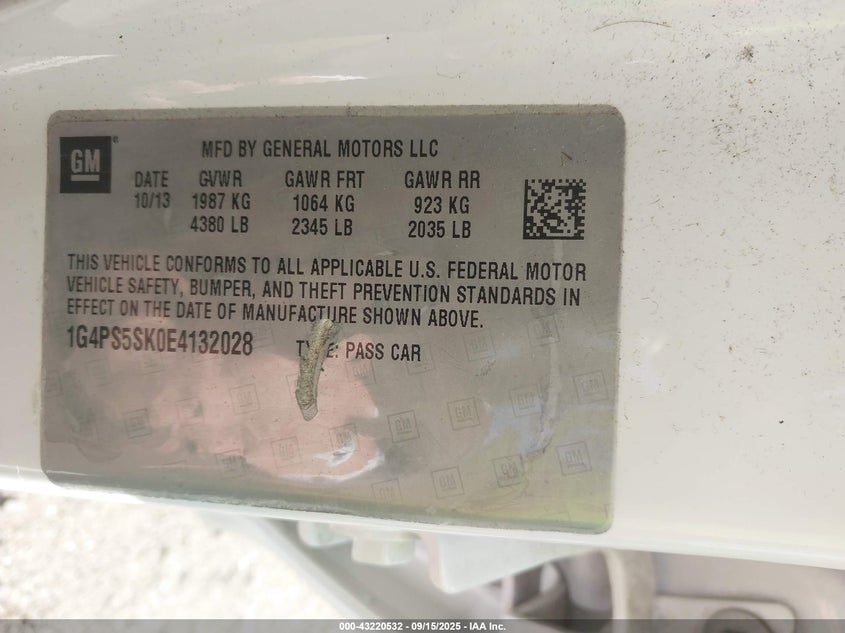 GM
MFD BY GENERAL MOTORS LLC
DATE GVWR GAWR FRT GAWR RR
10/13 1987 KG 1064 KG 923 KG
4380 LB 2345 LB 2035 LB
THIS VEHICLE CONFORMS TO ALL APPLICABLE U.S. FEDERAL MOTOR
VEHICLE SAFETY, BUMPER, AND THEFT PREVENTION STANDARDS IN
EFFECT ON THE DATE OF MANUFACTURE SHOWN ABOVE.
1G4PS5SK0E4132028 TYPE: PASS CAR
000-43220532 - 09/15/2025 - IAA Inc.